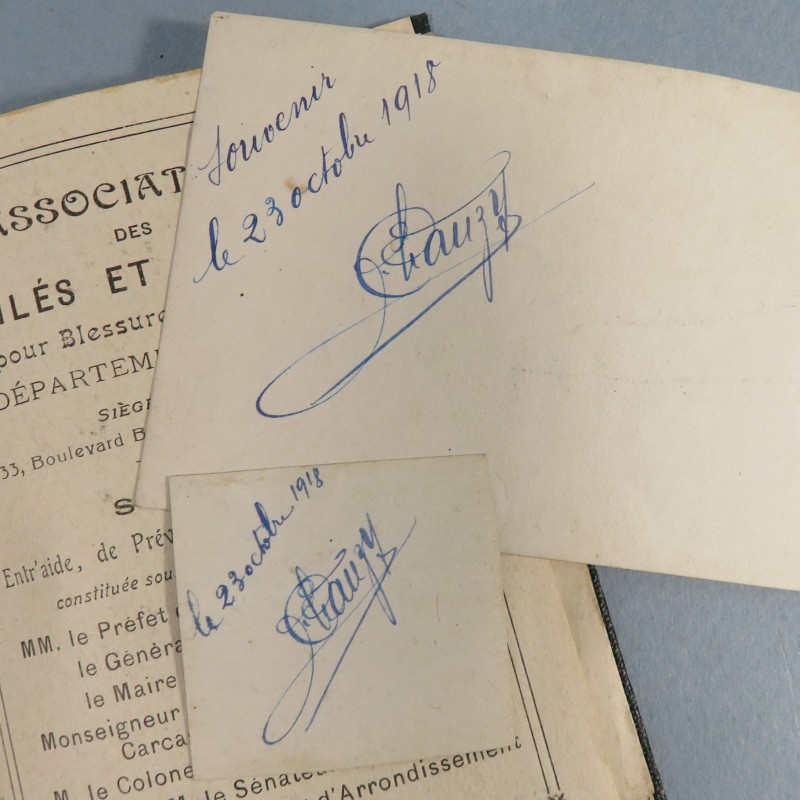 Souvenir
le 23 octobre 1918
le 23 octobre 1918
ASSOCIAT
DES
ILÉS ET
pour Blessur
DÉPARTEM
SIÈG
33, Boulevard B
S
Entr'aide, de Prév
constituée sou
MM. le Préfet
le Généra
le Maire
Monseigneur
Carca
M. le Colone
M. le Sénateu
d'Arrondissement